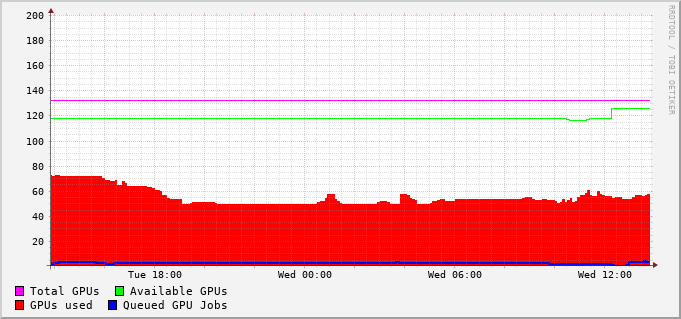 200
180
160
140
120
100
80
60
40
20
Tue 18:00 Wed 00:00 Wed 06:00 Wed 12:00
Total GPUs Available GPUs
GPUs used Queued GPU Jobs
RRDTOOL / TOBI OETIKER